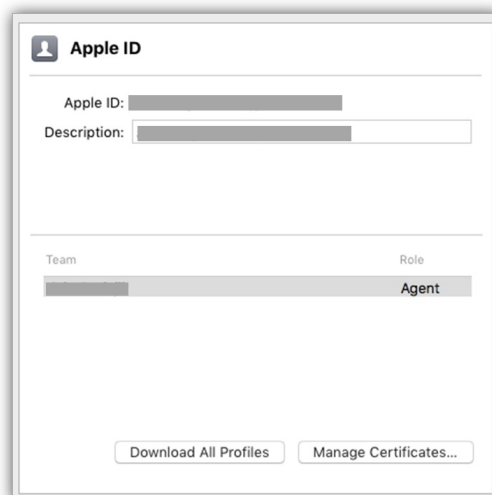 Apple ID
Apple ID:
Description:
Team Role
Agent
Download All Profiles Manage Certificates...